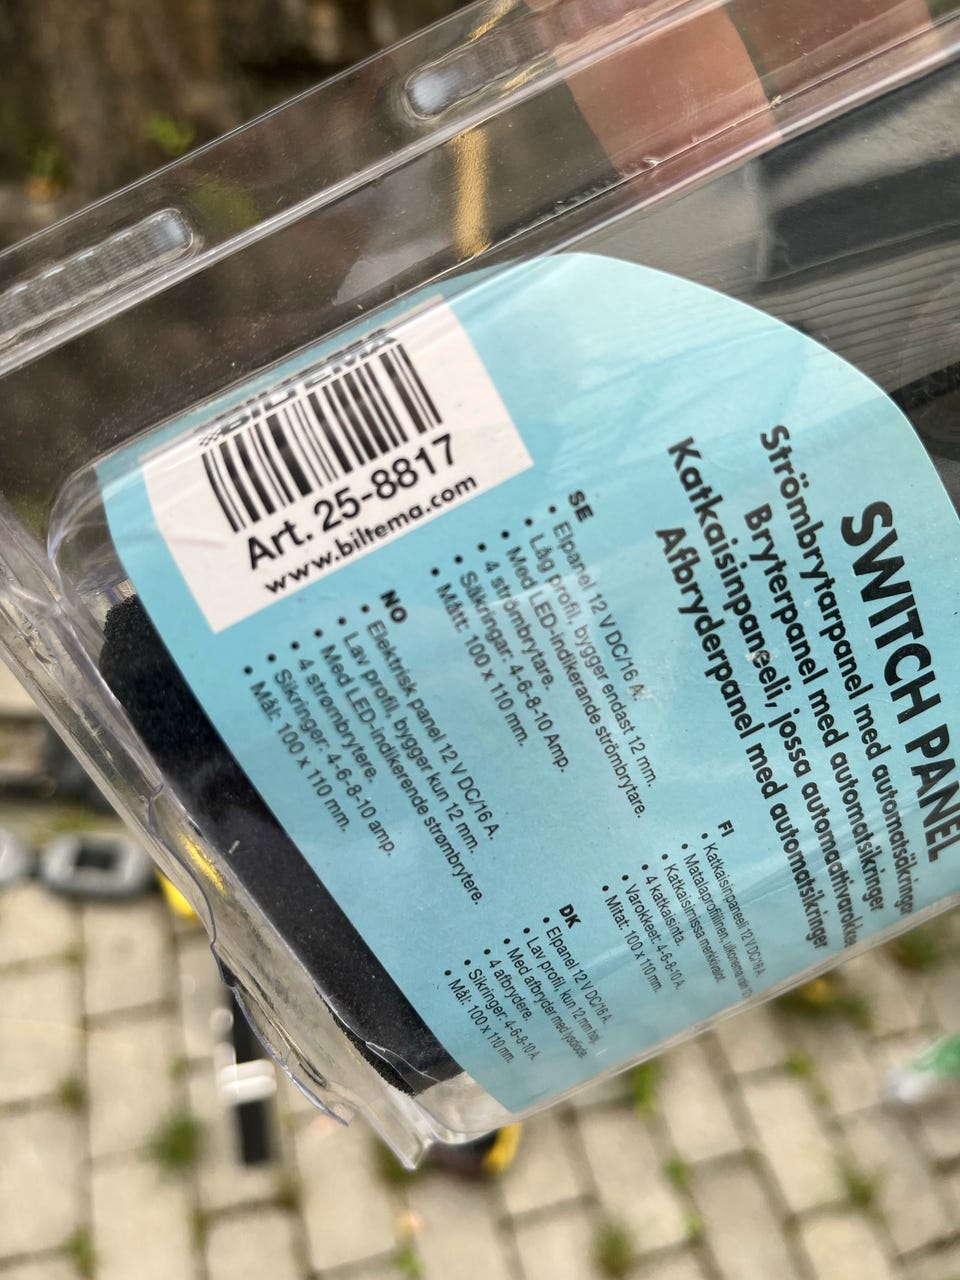 SWITCH PANEL
Strömbrytarpanel med automatsäkringar
Bryterpanel med automatsikringer
Katkaisinpaneeli, jossa automaattivarokkeet
Afbryderpanel med automatsikringer
SE
• Elpanel 12 V DC/16 A.
• Låg profil, bygger endast 12 mm.
• Med LED-indikerande strömbrytare.
• 4 strömbrytare.
• Säkringar: 4-6-8-10 Amp.
• Mått: 100 x 110 mm.
NO
• Elektrisk panel 12 V DC/16 A.
• Lav profil, bygger kun 12 mm.
• Med LED-indikerende strømbrytere.
• 4 strømbrytere.
• Sikringer: 4-6-8-10 amp.
• Mål: 100 x 110 mm.
FI
• Katkaisinpaneeli 12 V DC/16 A.
• Matalaprofiilinen, ulkonema vain
• Katkaisimissa merkkivalot.
• 4 katkaisinta.
• Varokkeet: 4-6-8-10 A.
• Mitat: 100 x 110 mm.
DK
• Elpanel 12 V DC/16 A.
• Lav profil, kun 12 mm høj.
• Med afbryder med lysdiode.
• 4 afbrydere.
• Sikringer: 4-6-8-10 A.
• Mål: 100 x 110 mm.
BILTEMA
Art. 25-8817
www.biltema.com